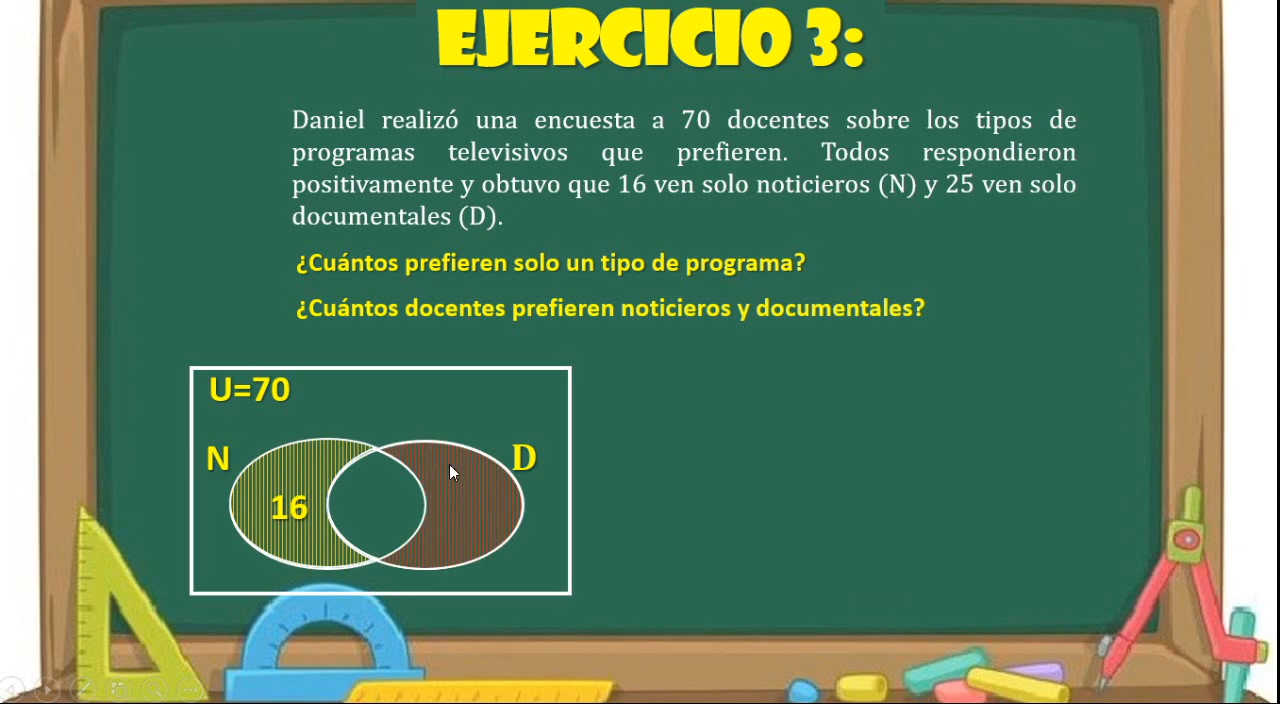 EJERCICIO 3:
Daniel realizó una encuesta a 70 docentes sobre los tipos de
programas televisivos que prefieren. Todos respondieron
positivamente y obtuvo que 16 ven solo noticieros (N) y 25 ven solo
documentales (D).
¿Cuántos prefieren solo un tipo de programa?
¿Cuántos docentes prefieren noticieros y documentales?
U=70
N
D
16